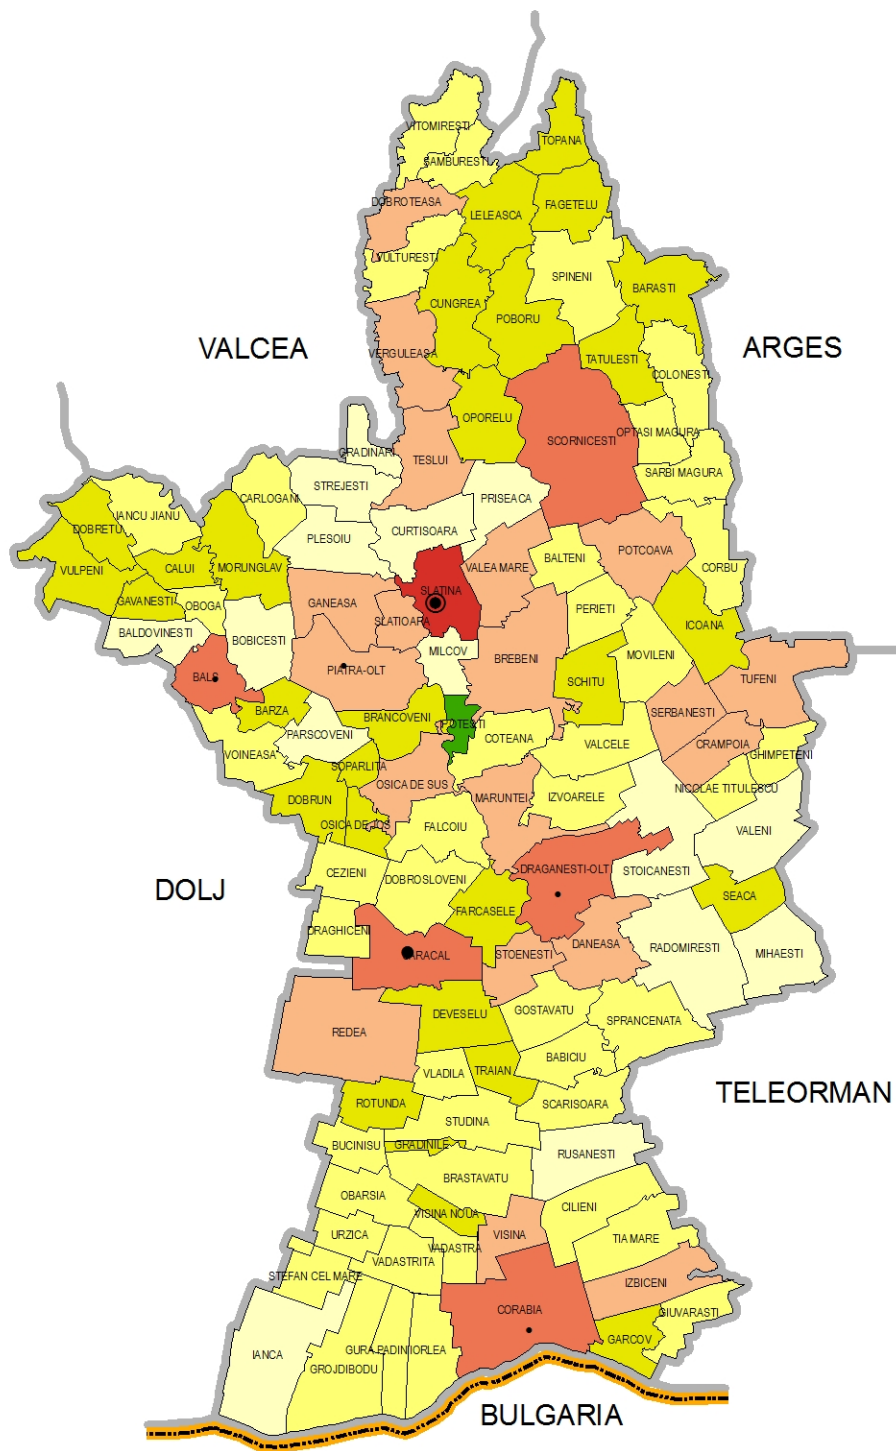 VITOMIRESTI
TOPANA
SAMBURESTI
DOBROTEASA
FAGETELU
LELEASCA
VULTURESTI
SPINENI
BARASTI
CUNGREA
POBORU
VALCEA
ARGES
VERGULEASA
TATULESTI
COLONESTI
OPORELU
OPTASI MAGURA
SCORNICESTI
GRADINARI
TESLUI
SARBI MAGURA
STREJESTI
PRISEACA
CARLOGANI
IANCU JIANU
DOBRETU
CURTISOARA
PLESOIU
POTCOAVA
BALTENI
CORBU
VULPENI
CALUI
MORUNGLAV
VALEA MARE
SLATINA
GAVANESTI
OBOGA
GANEASA
PERIETI
SLATIOARA
ICOANA
BALDOVINESTI
BOBICESTI
MILCOV
BREBENI
MOVILENI
BALS
PIATRA-OLT
SCHITU
TUFENI
BARZA
BRANCOVENI
SERBANESTI
PARSCOVENI
COTEANA
VALCELE
CRAMPOIA
VOINEASA
GHIMPETENI
SOPARLITA
OSICA DE SUS
NICOLAE TITULESCU
DOBRUN
MARUNTEI
IZVOARELE
OSICA DE JOS
FALCOIU
VALENI
CEZIENI
DOBROSLOVENI
DRAGANESTI-OLT
STOICANESTI
DOLJ
SEACA
FARCASELE
DRAGHICENI
DANEASA
RADOMIRESTI
MIHAESTI
STOENESTI
GOSTAVATU
DEVESELU
SPRANCENATA
REDEA
BABICIU
VLADILA
TRAIAN
TELEORMAN
ROTUNDA
SCARISOARA
STUDINA
BUCINISU
GRADINILE
RUSANESTI
BRASTAVATU
OBARSIA
CILIENI
VISINA NOUA
URZICA
VISINA
TIA MARE
VADASTRA
VADASTRITA
STEFAN CEL MARE
IZBICENI
CORABIA
GIUVARASTI
GARCOV
IANCA
GURA PADINII
ORLEA
GROJDIBODU
BULGARIA